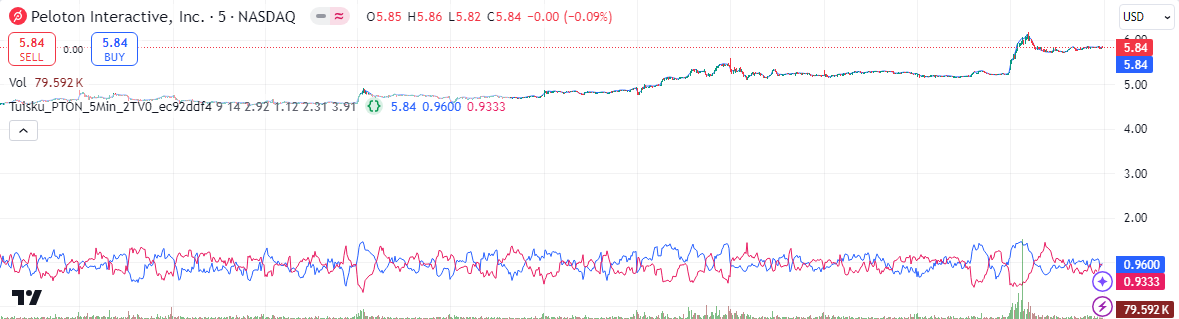 Peloton Interactive, Inc. · 5 · NASDAQ O5.85 H5.86 L5.82 C5.84 −0.00 (−0.09%)
USD
5.84 SELL
0.00
5.84 BUY
6.00
5.84
5.84
Vol 79.592 K
5.00
Tulsku_PTON_5Min_2TV0_ec92ddf4 9 14 2.92 1.12 2.31 3.91 {} 5.84 0.9600 0.9333
4.00
3.00
2.00
0.9600
0.9333
79.592 K